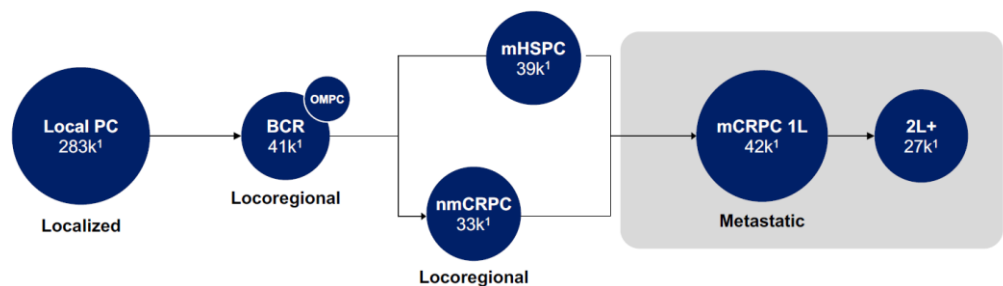 Local PC
283k¹
Localized
OMPC
BCR
41k¹
Locoregional
mHSPC
39k¹
nmCRPC
33k¹
Locoregional
mCRPC 1L
42k¹
2L+
27k¹
Metastatic